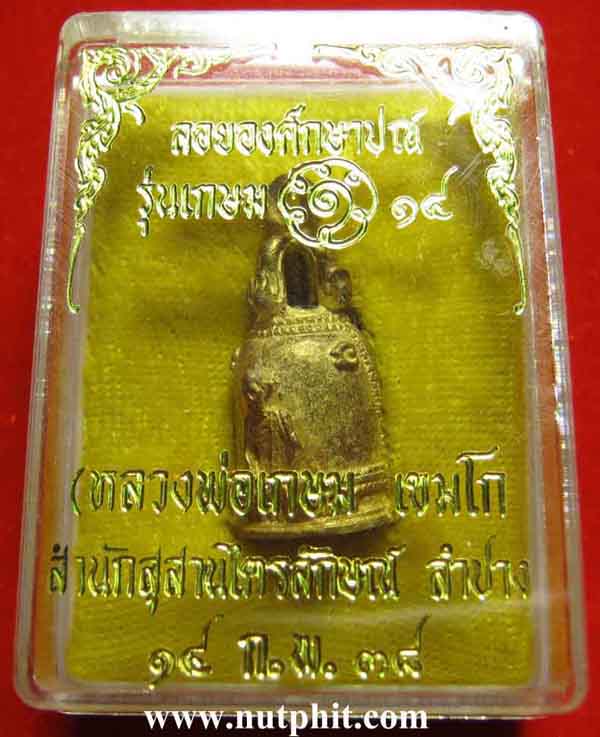 ลอยองค์กษาปณ์
รุ่นเกษม ๑ ๑๔
(หลวงพ่อเกษม เขมโก
สำนักสุสานไตรลักษณ์ ลำปาง
๑๔ ก.พ. ๓๘
www.nutphit.com